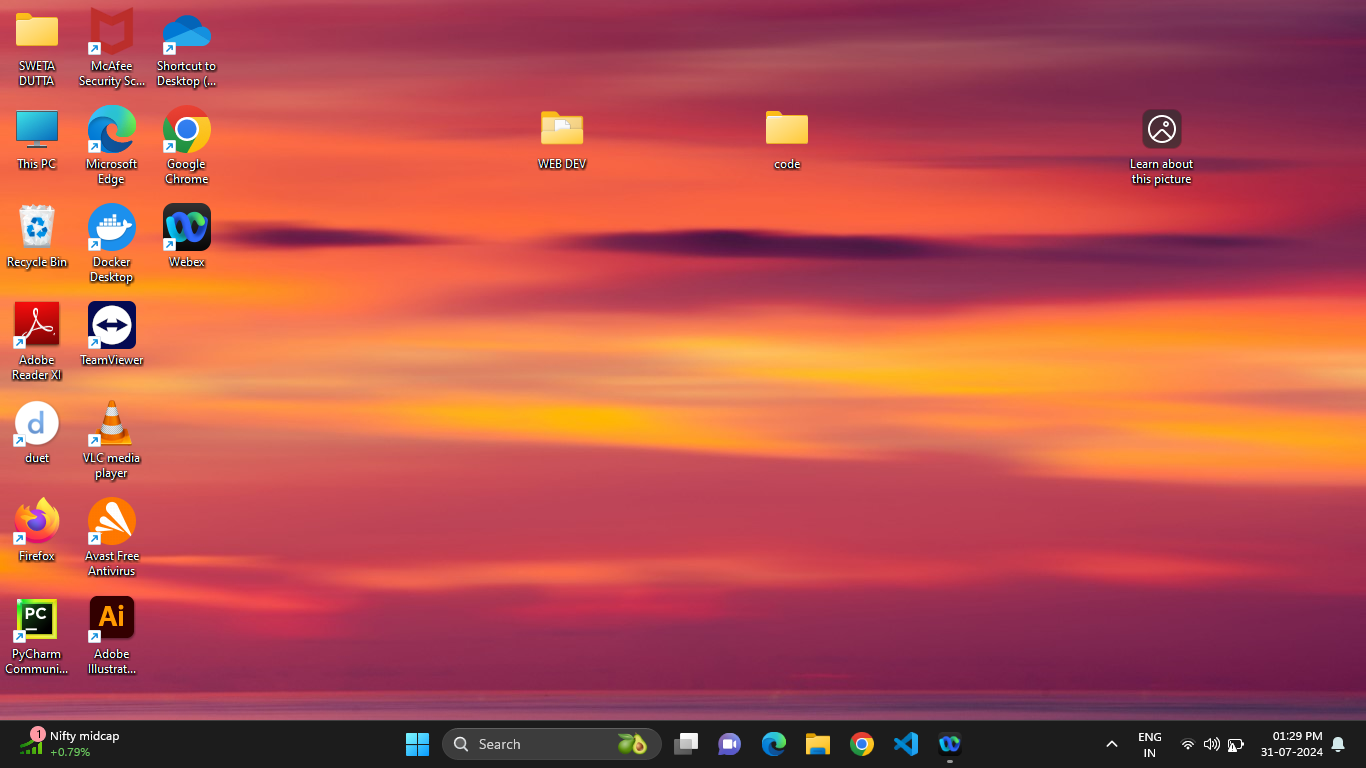 SWETA
DUTTA
McAfee
Security Sc...
Shortcut to
Desktop (...
This PC
Microsoft
Edge
Google
Chrome
WEB DEV
code
Learn about
this picture
Recycle Bin
Docker
Desktop
Webex
Adobe
Reader XI
TeamViewer
d
duet
VLC media
player
Firefox
Avast Free
Antivirus
PC
PyCharm
Communi...
Ai
Adobe
Illustrat...
1
Nifty midcap
+0.79%
Search
ENG
IN
01:29 PM
31-07-2024